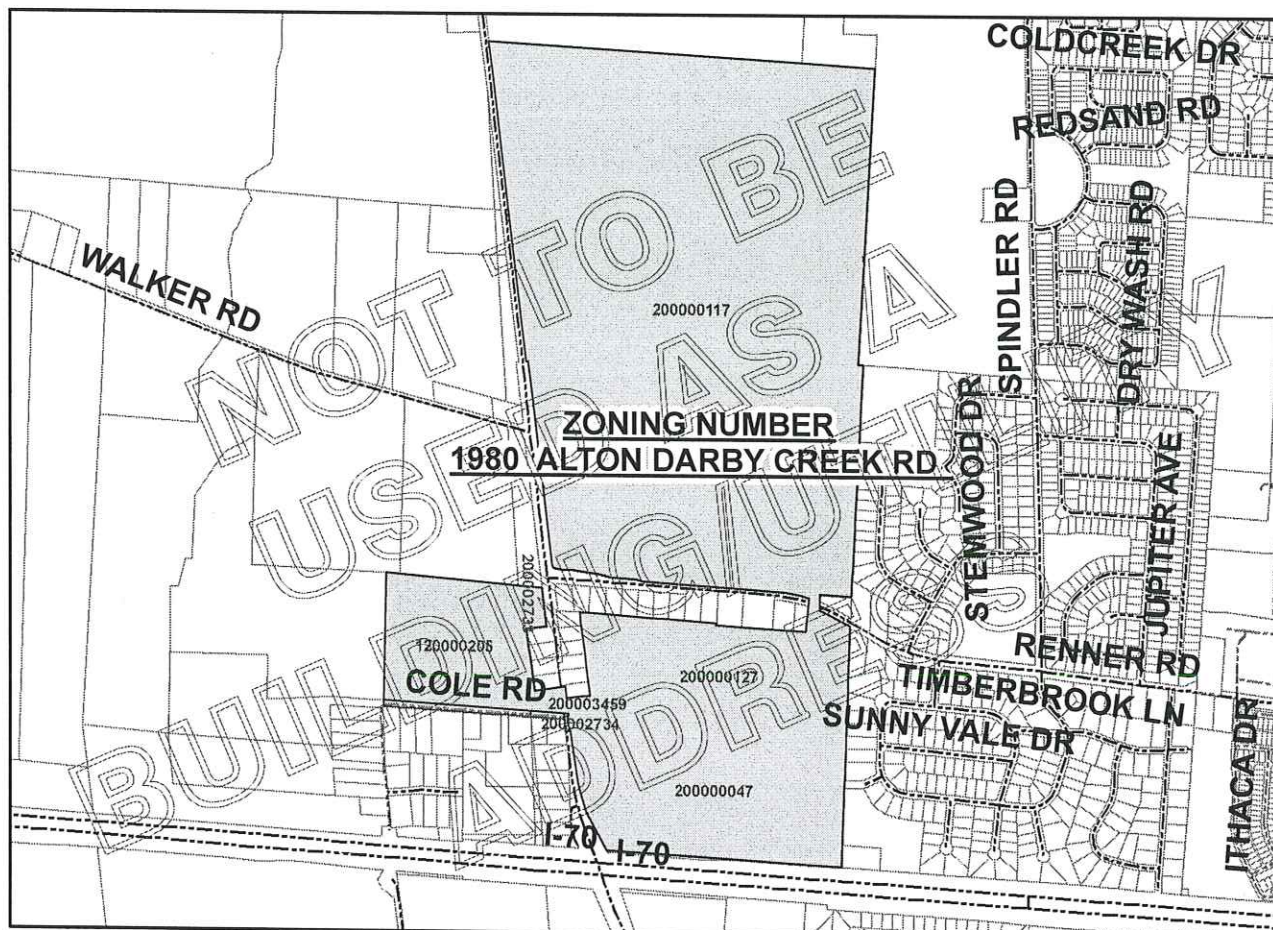 COLDCREEK DR
REDSAND RD
SPINDLER RD
DRY WASH RD
WALKER RD
200000117
ZONING NUMBER
1980 ALTON DARBY CREEK RD
STEMWOOD DR
JUPITER AVE
120000205
COLE RD
200003459
200002734
200000127
RENNER RD
TIMBERBROOK LN
SUNNY VALE DR
ITHACA DR
200000047
I-70
I-70
NOT TO BE
USED AS A
BUILDING/UTILITY
ADDRESS